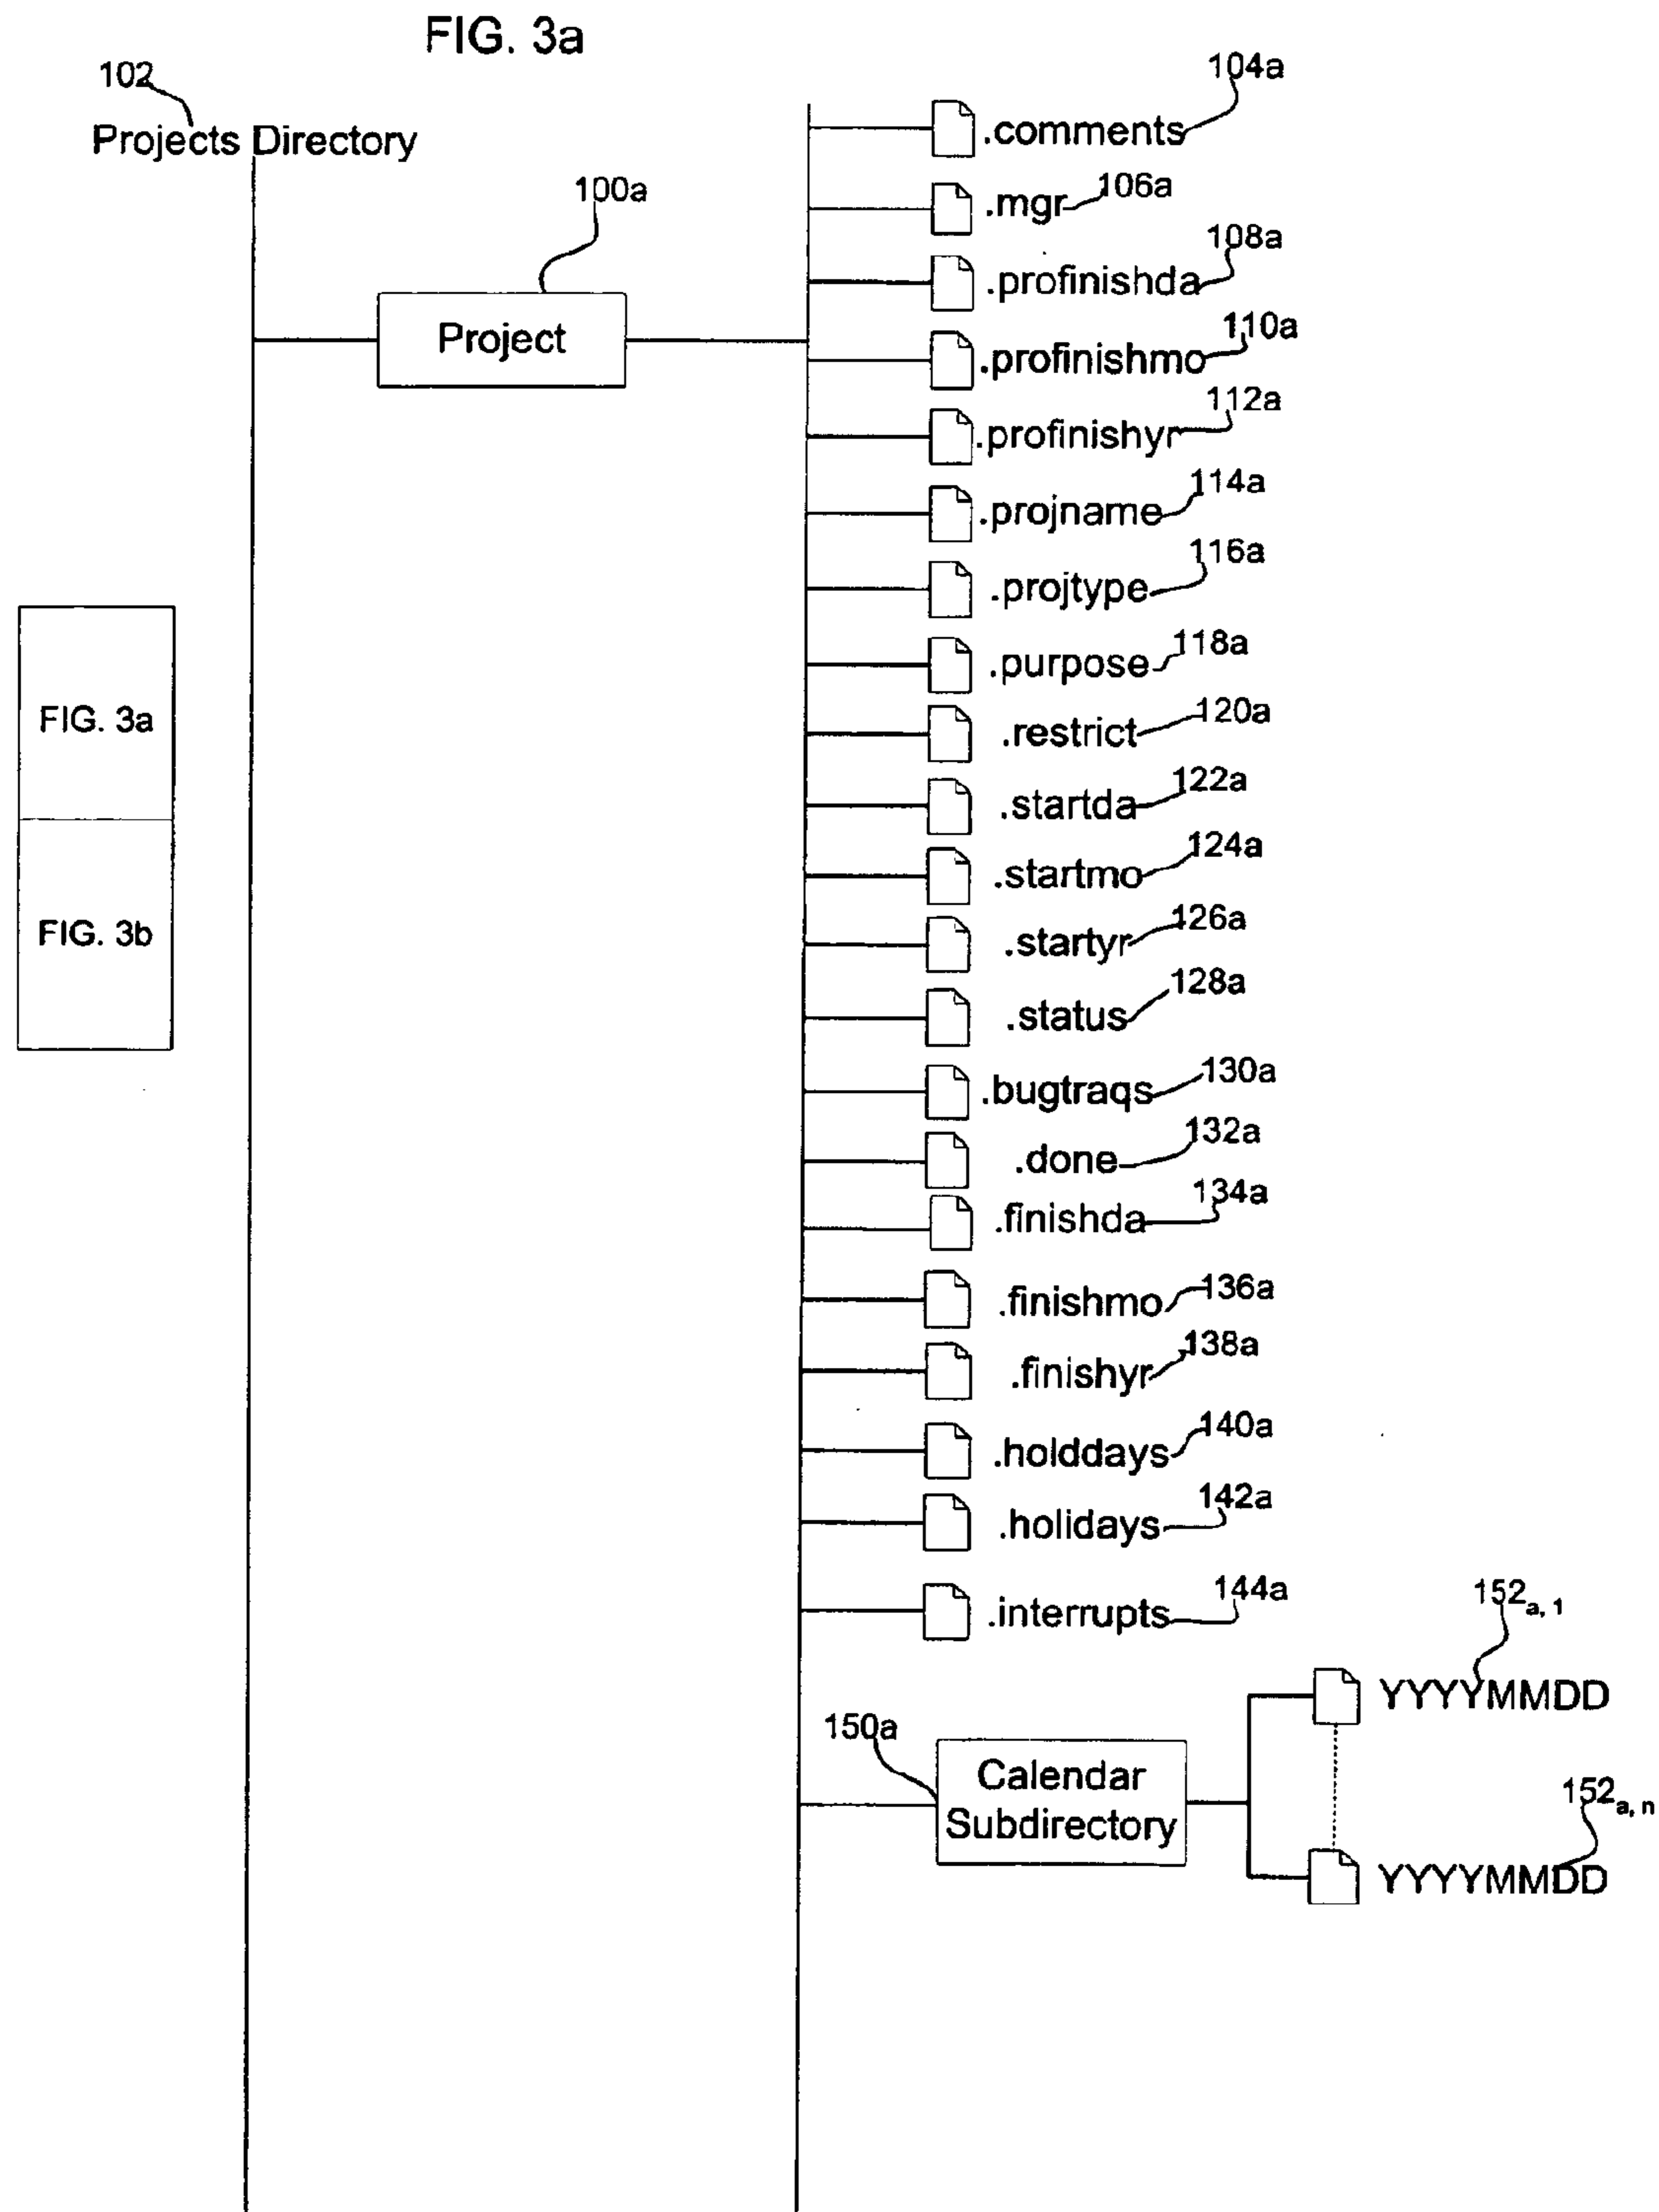 FIG. 3a
102
Projects Directory
100a
Project
FIG. 3a
FIG. 3b
104a
.comments
106a
.mgr
108a
.profinishda
110a
.profinishmo
112a
.profinishyr
114a
.projname
116a
.projtype
118a
.purpose
120a
.restrict
122a
.startda
124a
.startmo
126a
.startyr
128a
.status
130a
.bugtraqs
132a
.done
134a
.finishda
136a
.finishmo
138a
.finishyr
140a
.holddays
142a
.holidays
144a
.interrupts
150a
Calendar
Subdirectory
152a, 1
YYYYMMDD
152a, n
YYYYMMDD